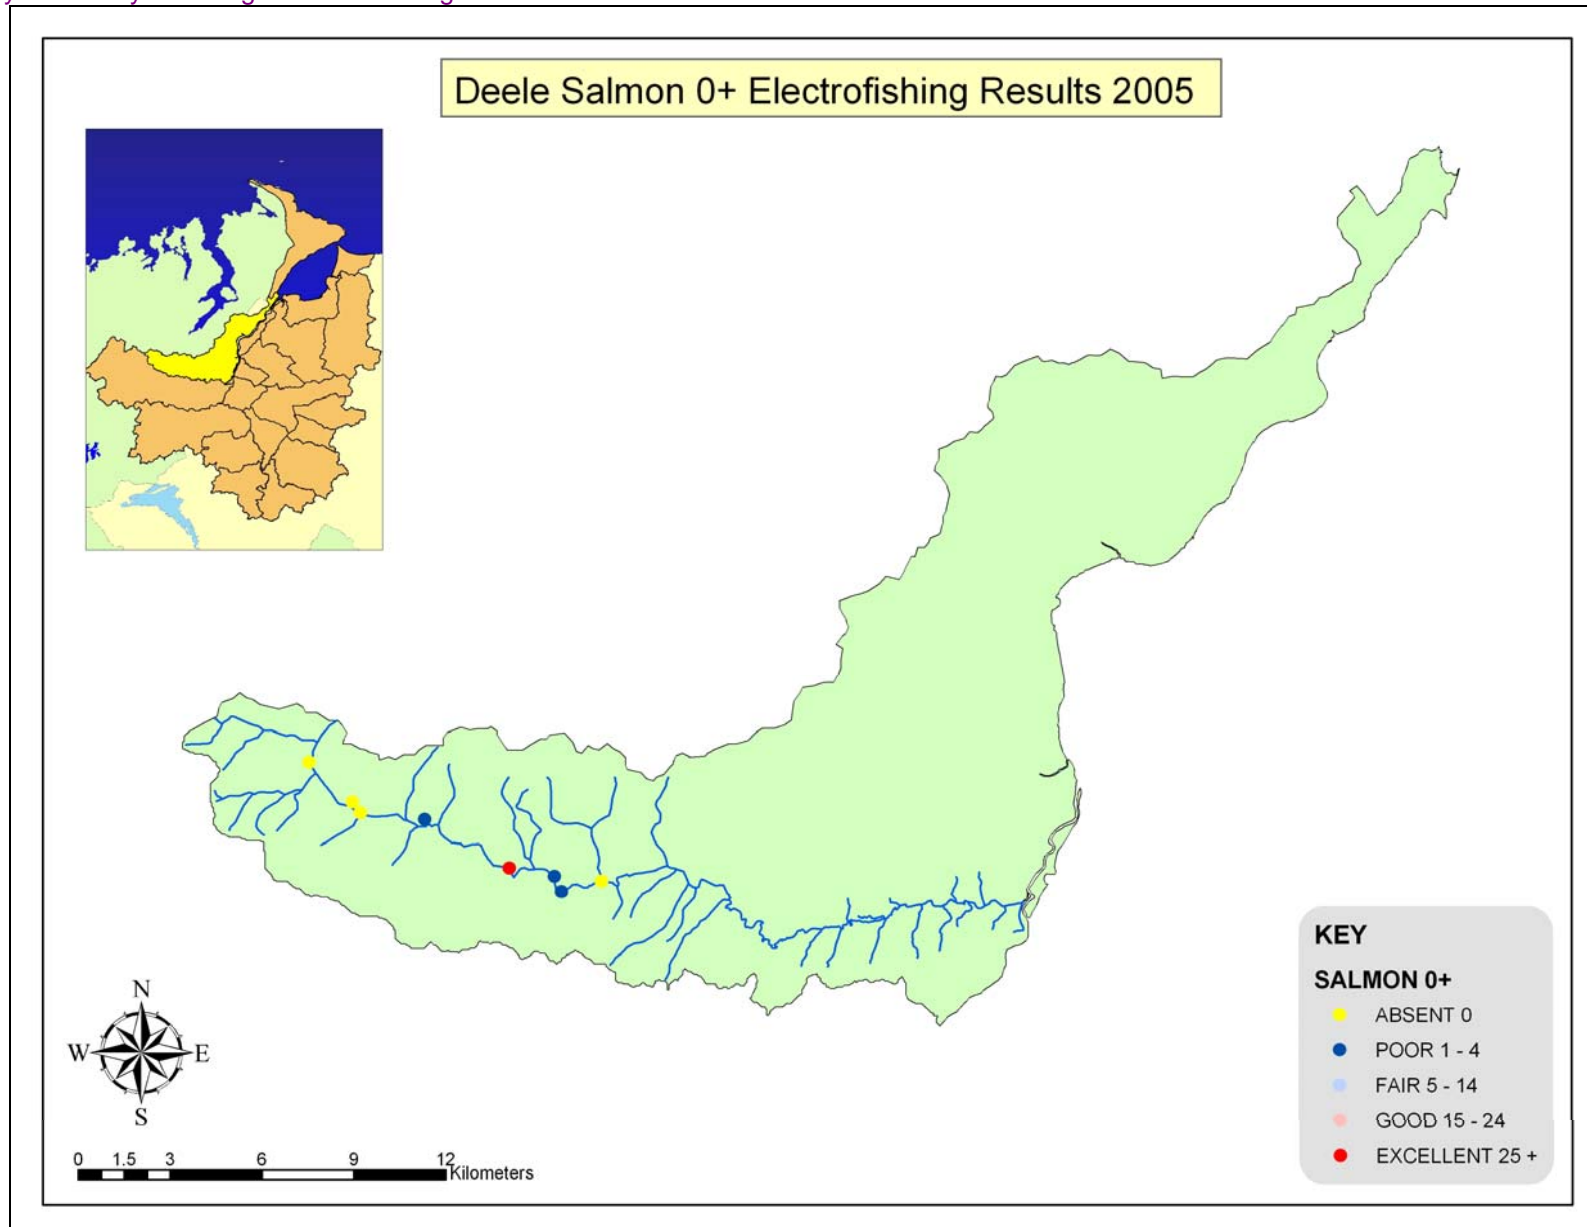 Deele Salmon 0+ Electrofishing Results 2005
KEY
SALMON 0+
ABSENT 0
POOR 1 - 4
FAIR 5 - 14
GOOD 15 - 24
EXCELLENT 25 +
N
W E
S
0 1.5 3 6 9 12
Kilometers